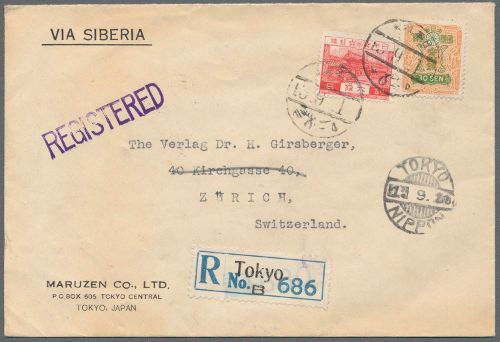 VIA SIBERIA
REGISTERED
10 SEN
The Verlag Dr. H. Girsberger,
40 Kirchgasse 40,
ZÜRICH,
Switzerland.
TOKYO
9.
NIPPON
R Tokyo
No. B 686
MARUZEN CO., LTD.
P.O. BOX 605 TOKYO CENTRAL
TOKYO, JAPAN